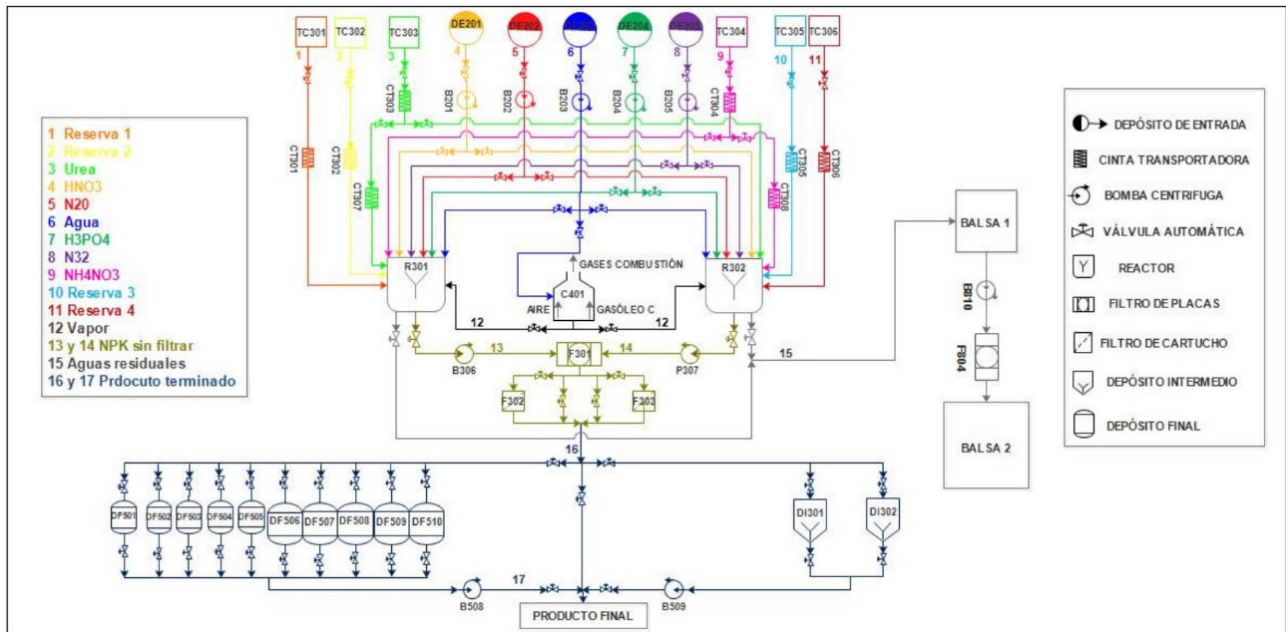 TC301
TC302
TC303
DE201
DE202
DE204
DE205
TC304
TC305
TC306
1
2
3
4
5
6
7
8
9
10
11
CT303
B201
B202
B203
B204
B205
CT304
CT301
CT302
CT307
CT308
CT305
CT306
1 Reserva 1
2 Reserva 2
3 Urea
4 HNO3
5 N20
6 Agua
7 H3PO4
8 N32
9 NH4NO3
10 Reserva 3
11 Reserva 4
12 Vapor
13 y 14 NPK sin filtrar
15 Aguas residuales
16 y 17 Prdocuto terminado
R301
GASES COMBUSTIÓN
C401
AIRE
GASÓLEO C
R302
12
12
13
F301
14
B306
P307
15
F302
F303
16
BALSA 1
B810
F804
BALSA 2
DEPÓSITO DE ENTRADA
CINTA TRANSPORTADORA
BOMBA CENTRIFUGA
VÁLVULA AUTOMÁTICA
REACTOR
FILTRO DE PLACAS
FILTRO DE CARTUCHO
DEPÓSITO INTERMEDIO
DEPÓSITO FINAL
DF501
DF502
DF503
DF504
DF505
DF506
DF507
DF508
DF509
DF510
DI301
DI302
17
B508
B509
PRODUCTO FINAL